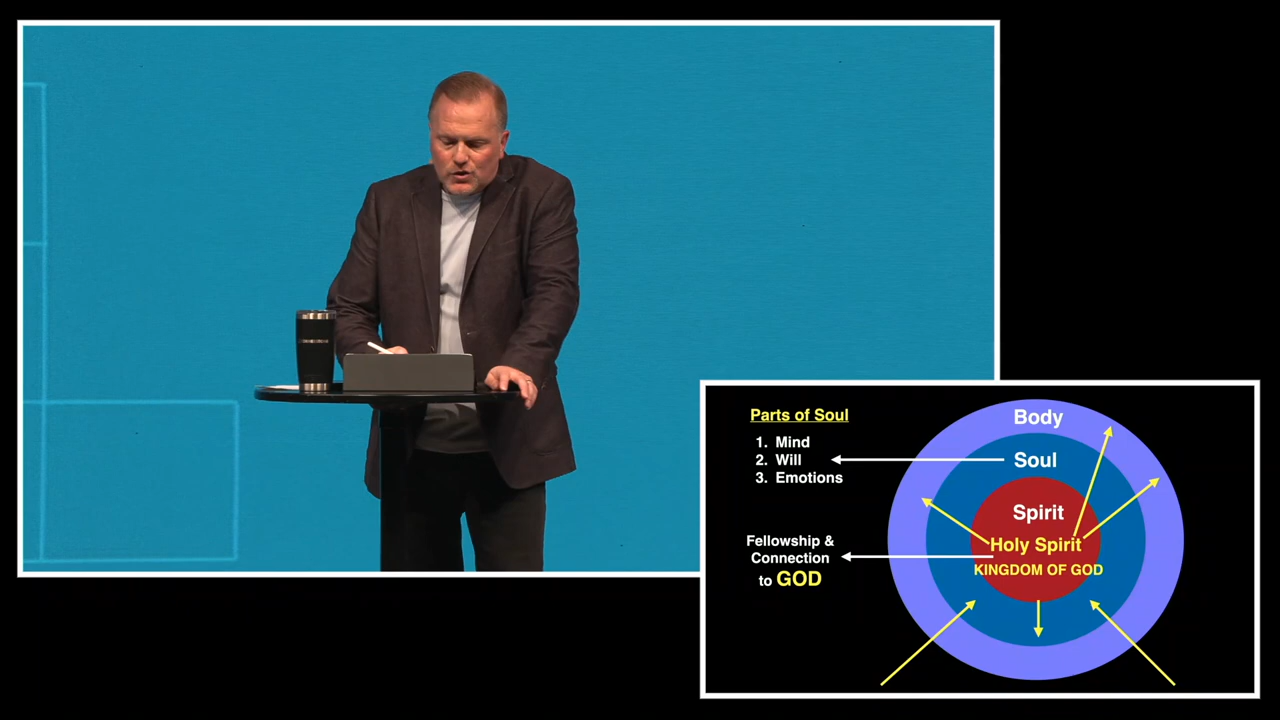 Parts of Soul
1. Mind
2. Will
3. Emotions
Fellowship &
Connection
to GOD
Body
Soul
Spirit
Holy Spirit
KINGDOM OF GOD